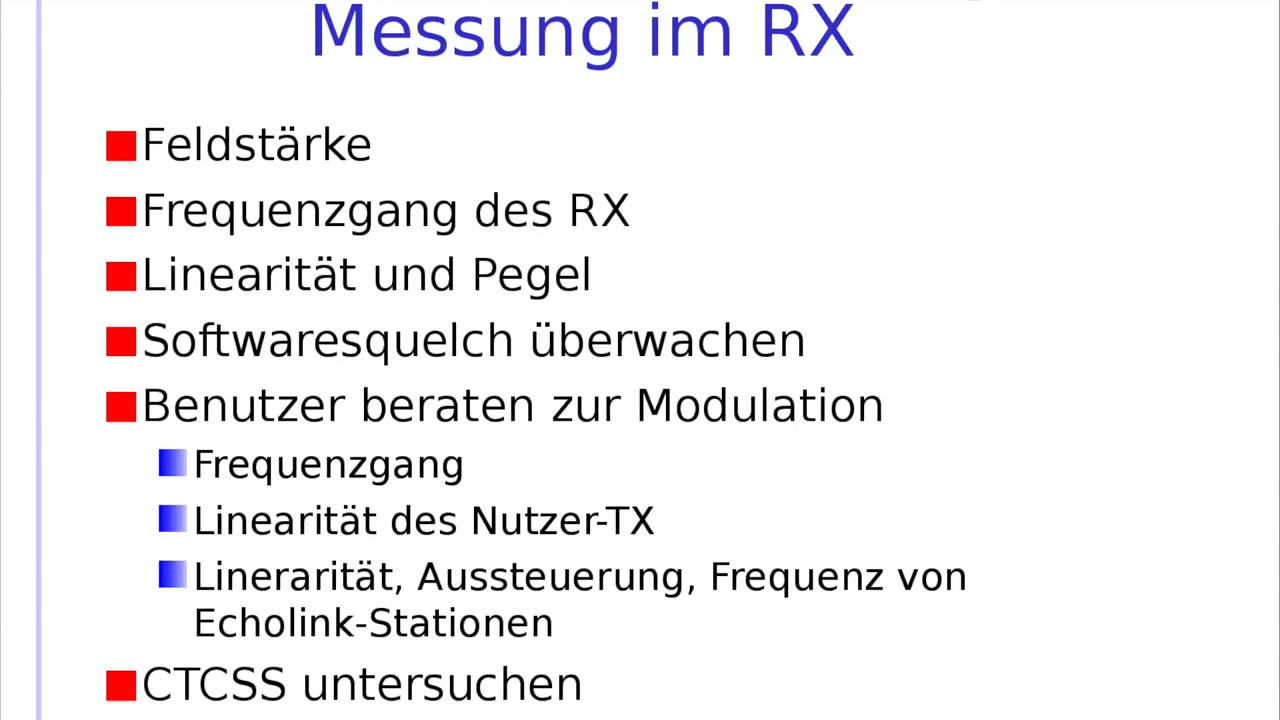 Messung im RX
Feldstärke
Frequenzgang des RX
Linearität und Pegel
Softwaresquelch überwachen
Benutzer beraten zur Modulation
Frequenzgang
Linearität des Nutzer-TX
Linerarität, Aussteuerung, Frequenz von
Echolink-Stationen
CTCSS untersuchen